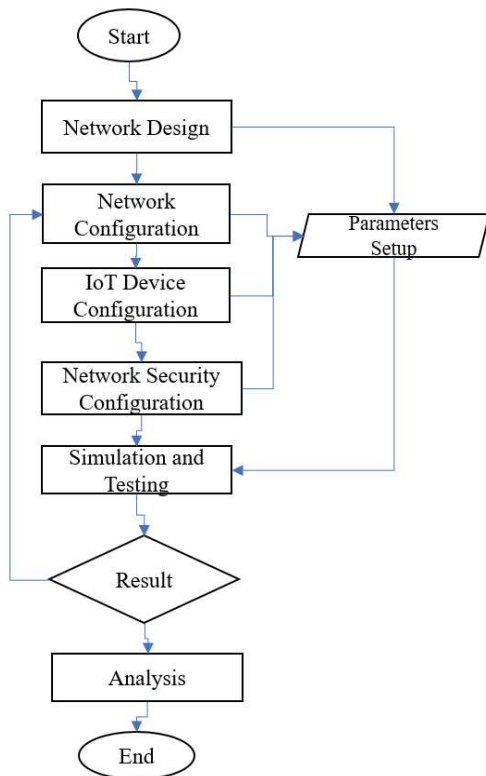 Start
Network Design
Network
Configuration
Parameters
Setup
IoT Device
Configuration
Network Security
Configuration
Simulation and
Testing
Result
Analysis
End